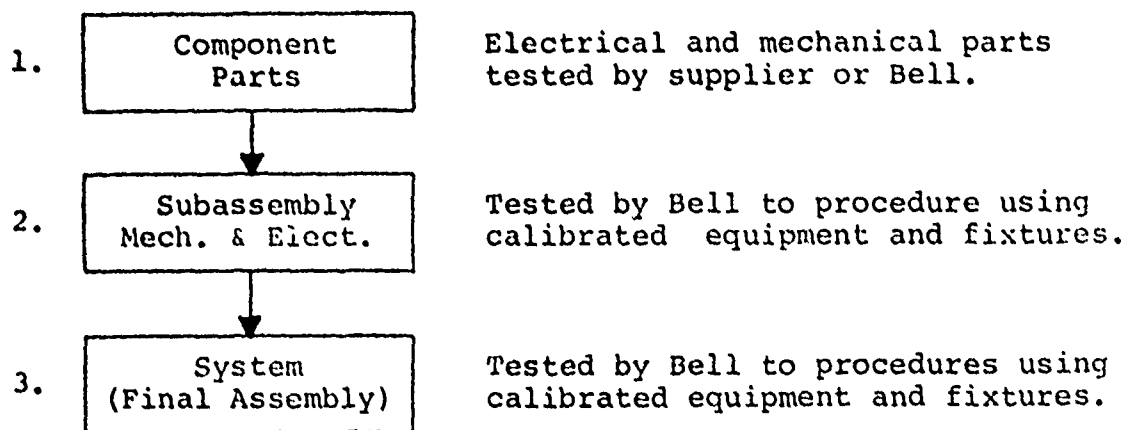 1.
Component
Parts
Electrical and mechanical parts
tested by supplier or Bell.
2.
Subassembly
Mech. & Elect.
Tested by Bell to procedure using
calibrated equipment and fixtures.
3.
System
(Final Assembly)
Tested by Bell to procedures using
calibrated equipment and fixtures.